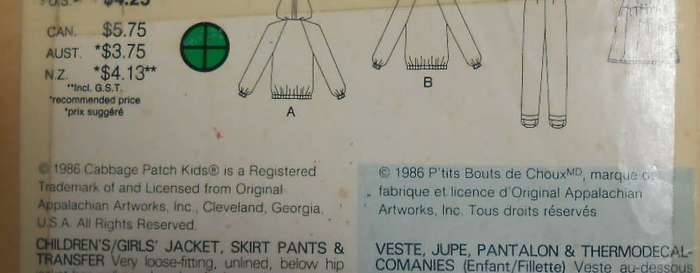 $4.25
CAN. $5.75
AUST. *$3.75
N.Z. *$4.13**
**Incl. G.S.T.
*recommended price
*prix suggéré
A
B
© 1986 Cabbage Patch Kids® is a Registered
Trademark of and Licensed from Original
Appalachian Artworks, Inc., Cleveland, Georgia,
U.S.A. All Rights Reserved.
CHILDREN'S/GIRLS' JACKET, SKIRT PANTS &
TRANSFER Very loose-fitting, unlined, below hip
© 1986 P'tits Bouts de Choux MD, marque de
fabrique et licence d'Original Appalachian
Artworks, Inc. Tous droits réservés
VESTE, JUPE, PANTALON & THERMODECAL-
COMANIES (Enfant/Fillette) Veste au-dessou